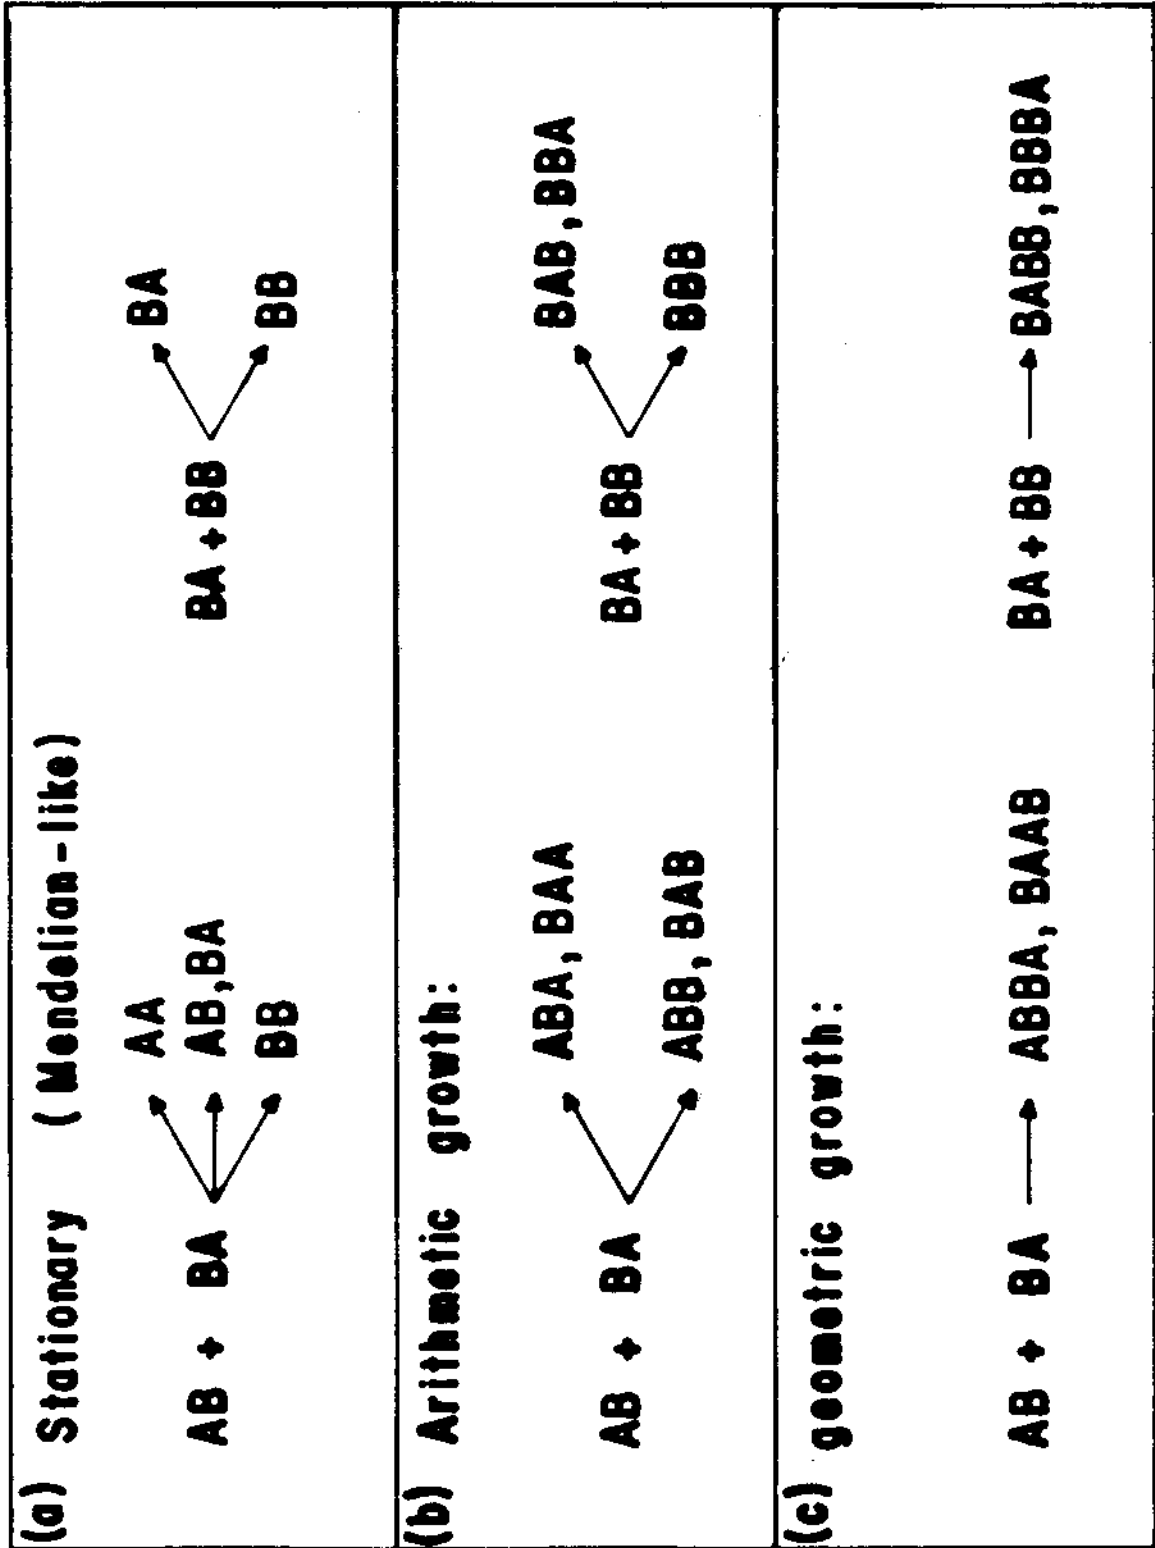 (a) Stationary (Mendelian-like)
AA BA
AB + BA AB,BA BA+BB
BB BB
(b) Arithmetic growth:
ABA, BAA BAB,BBA
AB + BA BA+BB
ABB, BAB BBB
(c) geometric growth:
AB + BA ABBA, BAAB BA+BB BABB,BBBA